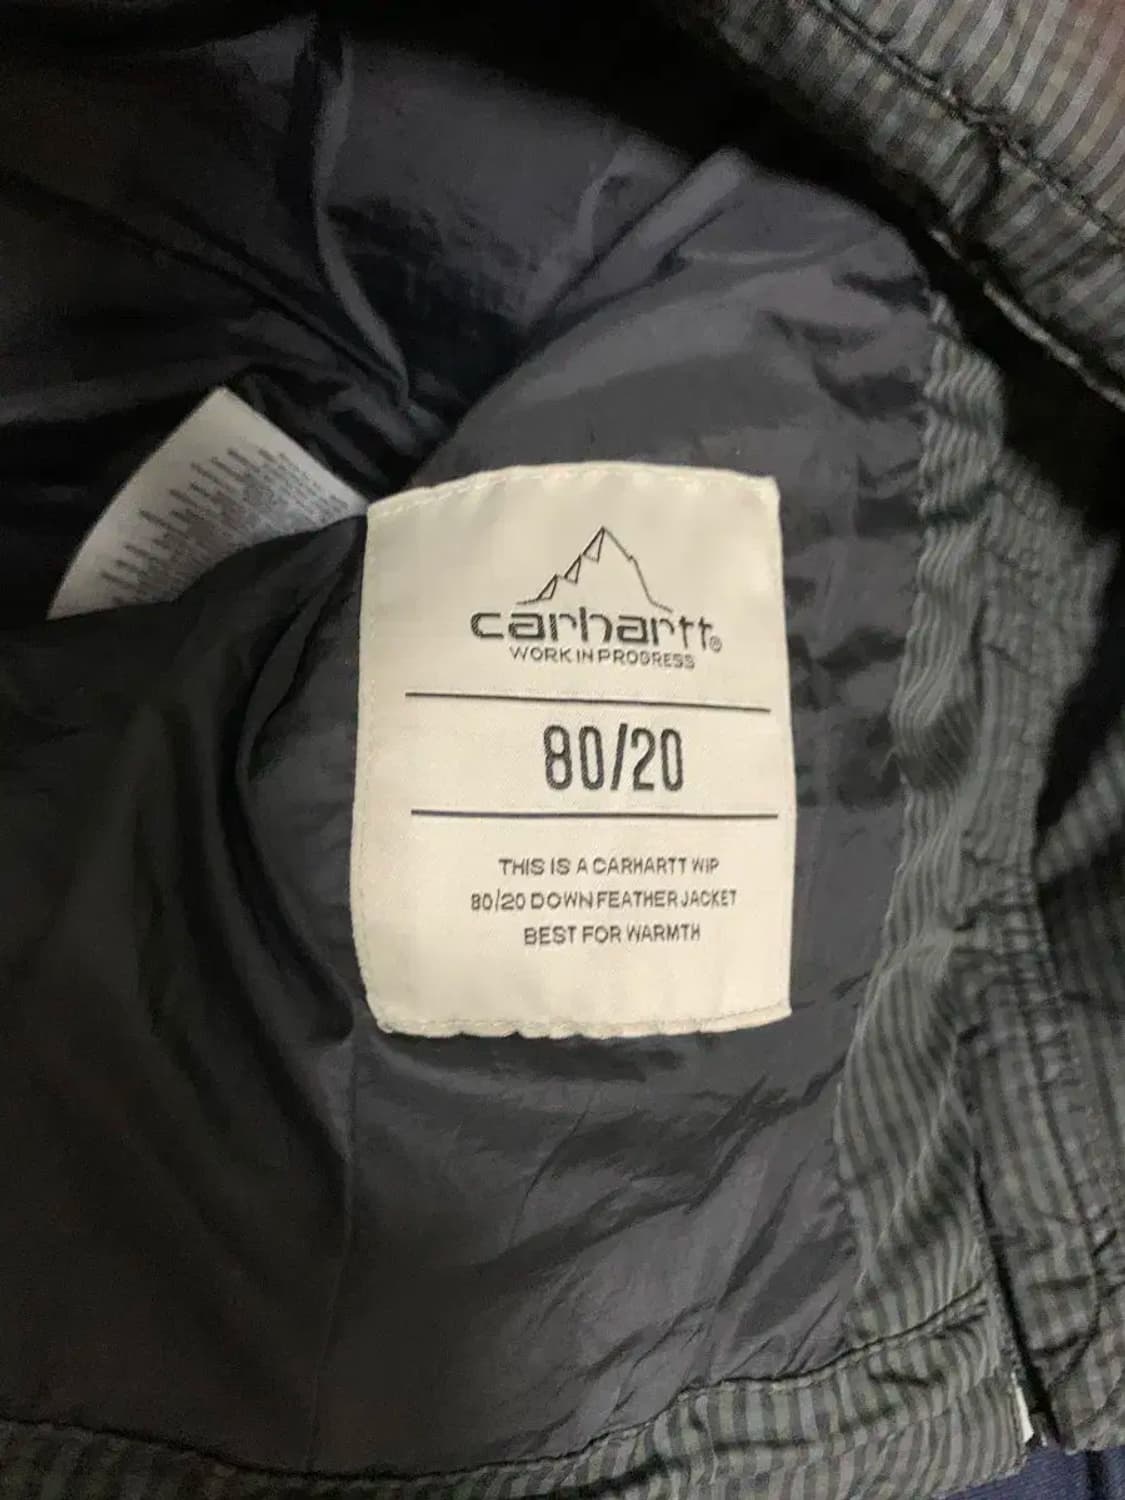 carhartt®
WORK IN PROGRESS
80/20
THIS IS A CARHARTT WIP
80/20 DOWN FEATHER JACKET
BEST FOR WARMTH